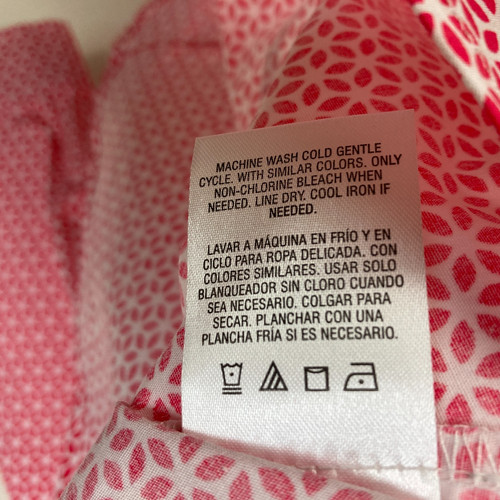 MACHINE WASH COLD GENTLE
CYCLE. WITH SIMILAR COLORS. ONLY
NON-CHLORINE BLEACH WHEN
NEEDED. LINE DRY. COOL IRON IF
NEEDED.
LAVAR A MÁQUINA EN FRÍO Y EN
CICLO PARA ROPA DELICADA. CON
COLORES SIMILARES. USAR SOLO
BLANQUEADOR SIN CLORO CUANDO
SEA NECESARIO. COLGAR PARA
SECAR. PLANCHAR CON UNA
PLANCHA FRÍA SI ES NECESARIO.